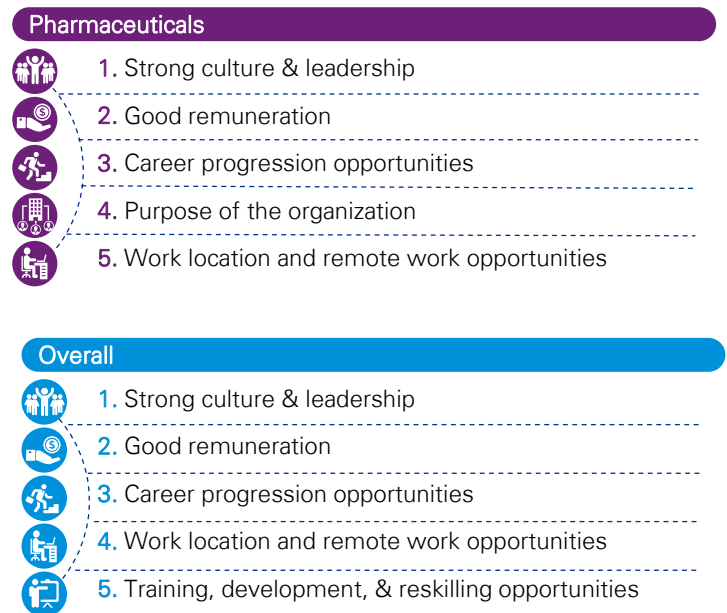 Pharmaceuticals
1. Strong culture & leadership
2. Good remuneration
3. Career progression opportunities
4. Purpose of the organization
5. Work location and remote work opportunities
Overall
1. Strong culture & leadership
2. Good remuneration
3. Career progression opportunities
4. Work location and remote work opportunities
5. Training, development, & reskilling opportunities